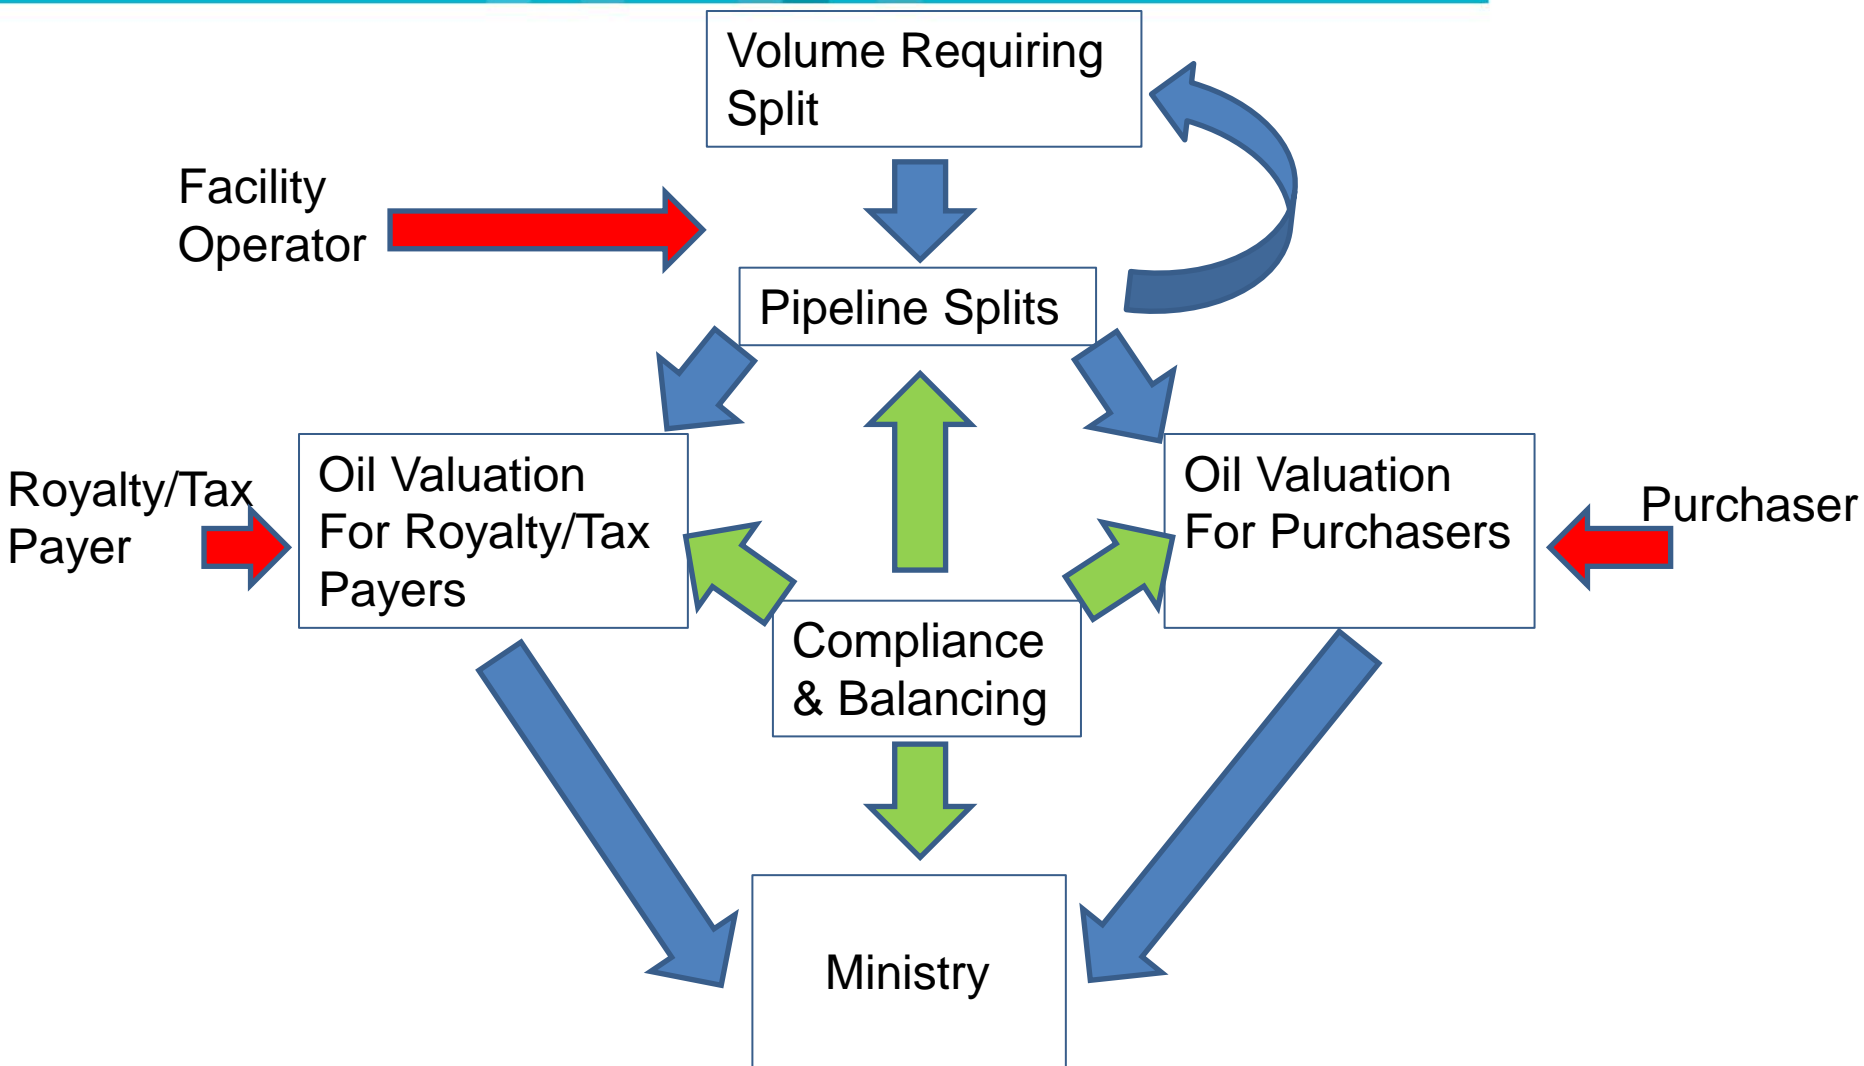 Volume Requiring
Split
Facility
Operator
Pipeline Splits
Royalty/Tax
Payer
Oil Valuation
For Royalty/Tax
Payers
Oil Valuation
For Purchasers
Purchaser
Compliance
& Balancing
Ministry